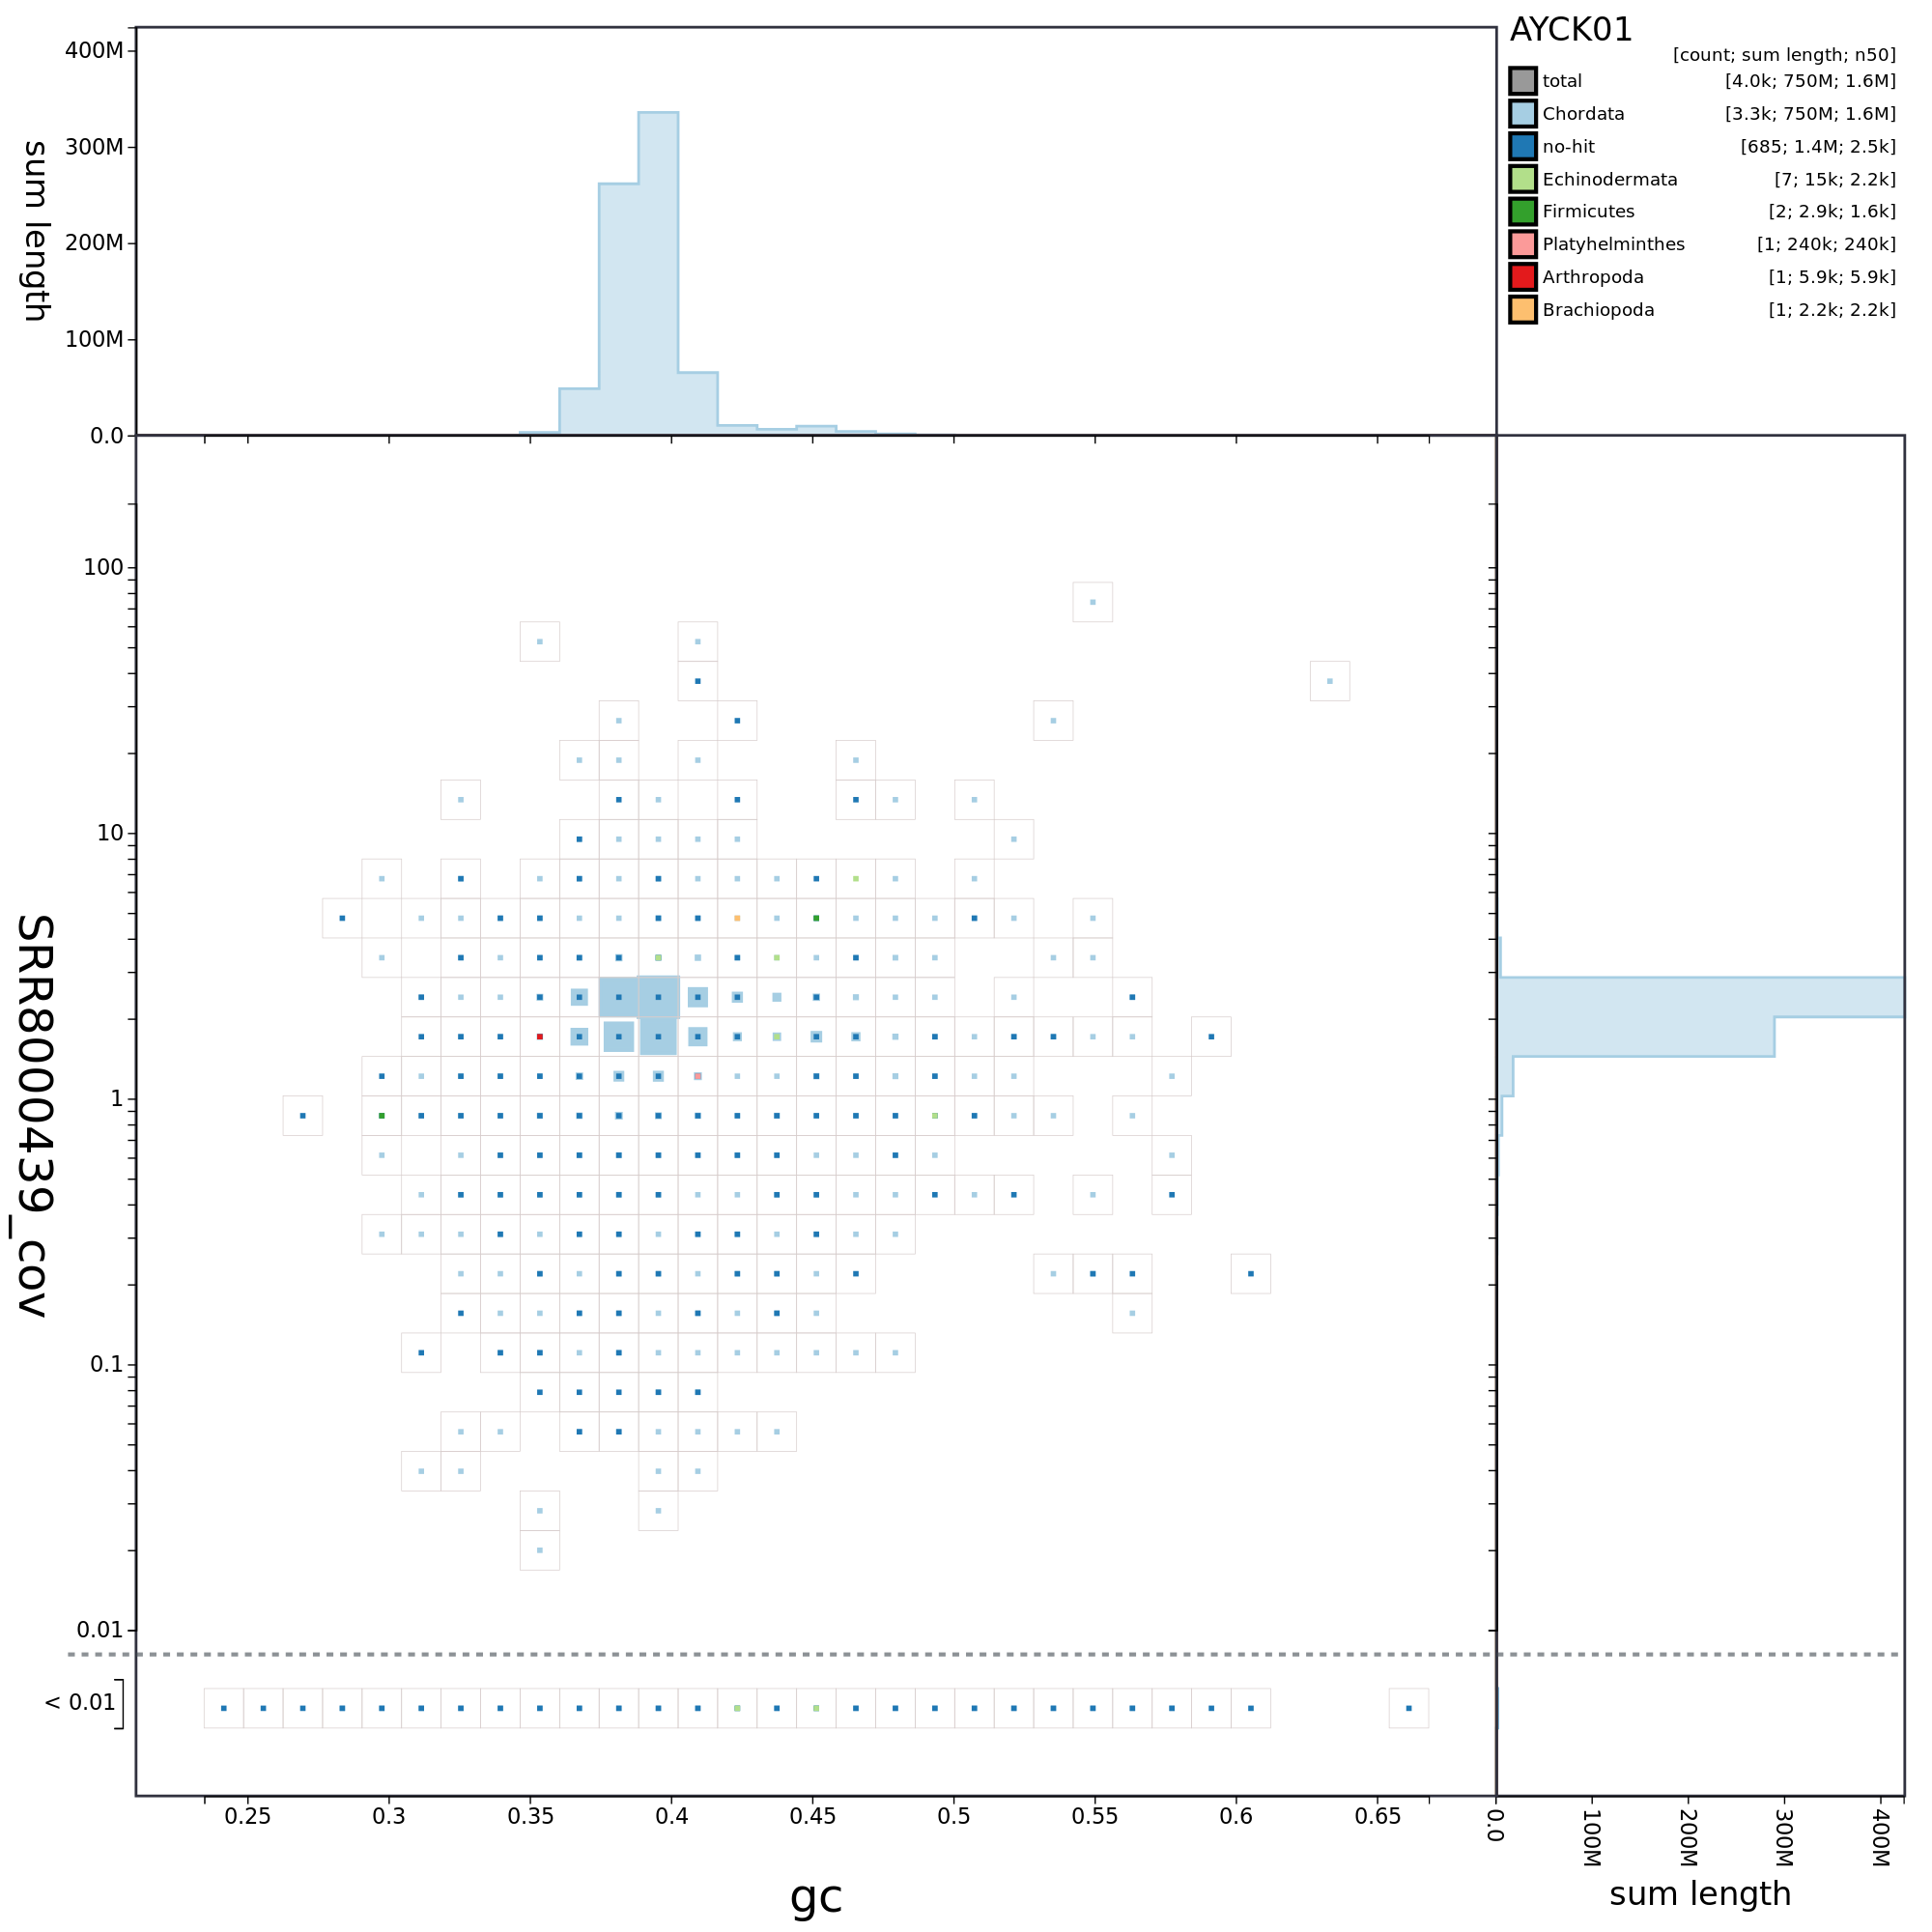 AYCK01
[count; sum length; n50]
total [4.0k; 750M; 1.6M]
Chordata [3.3k; 750M; 1.6M]
no-hit [685; 1.4M; 2.5k]
Echinodermata [7; 15k; 2.2k]
Firmicutes [2; 2.9k; 1.6k]
Platyhelminthes [1; 240k; 240k]
Arthropoda [1; 5.9k; 5.9k]
Brachiopoda [1; 2.2k; 2.2k]
sum length
400M
300M
200M
100M
0.0
SRR8000439_cov
100
10
1
0.1
0.01
< 0.01
0.25 0.3 0.35 0.4 0.45 0.5 0.55 0.6 0.65
gc
0.0 100M 200M 300M 400M
sum length